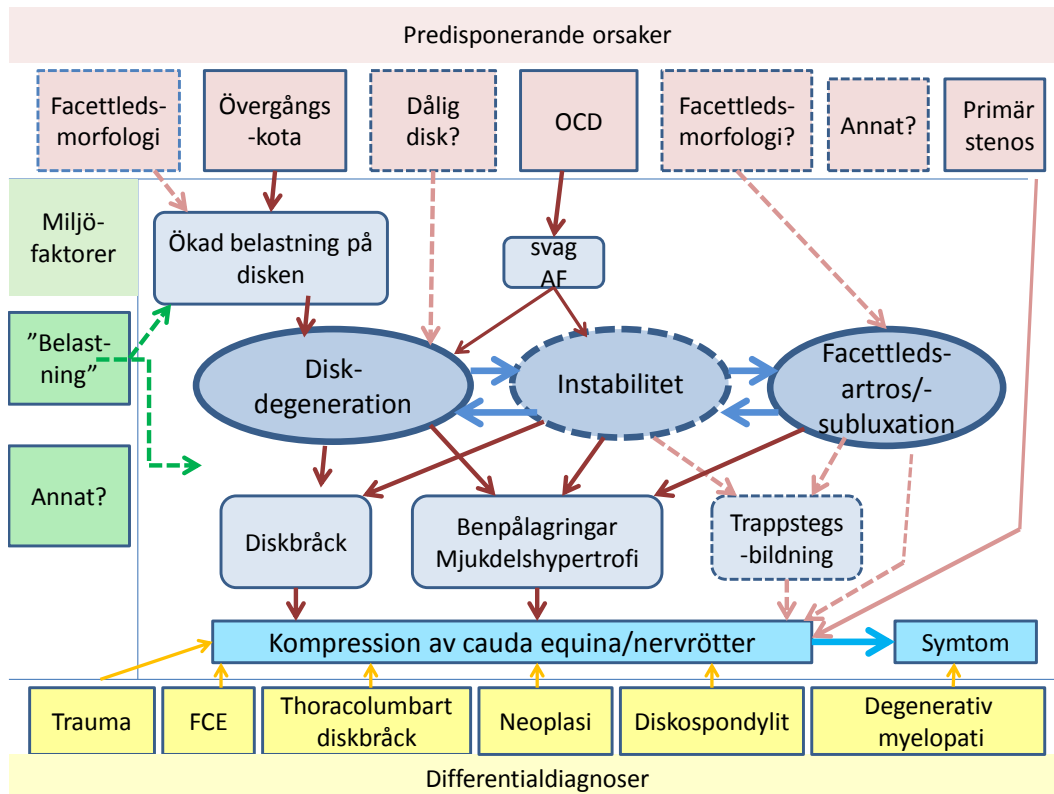 Predisponerande orsaker
Facettleds-
morfologi
Övergångs
-kota
Dålig
disk?
OCD
Facettleds-
morfologi?
Annat?
Primär
stenos
Miljö-
faktorer
Ökad belastning på
disken
svag
AF
”Belast-
ning”
Disk-
degeneration
Instabilitet
Facettleds-
artros/-
subluxation
Annat?
Diskbråck
Benpålagringar
Mjukdelshypertrofi
Trappstegs
-bildning
Kompression av cauda equina/nervrötter
Symtom
Trauma
FCE
Thoracolumbart
diskbråck
Neoplasi
Diskospondylit
Degenerativ
myelopati
Differentialdiagnoser